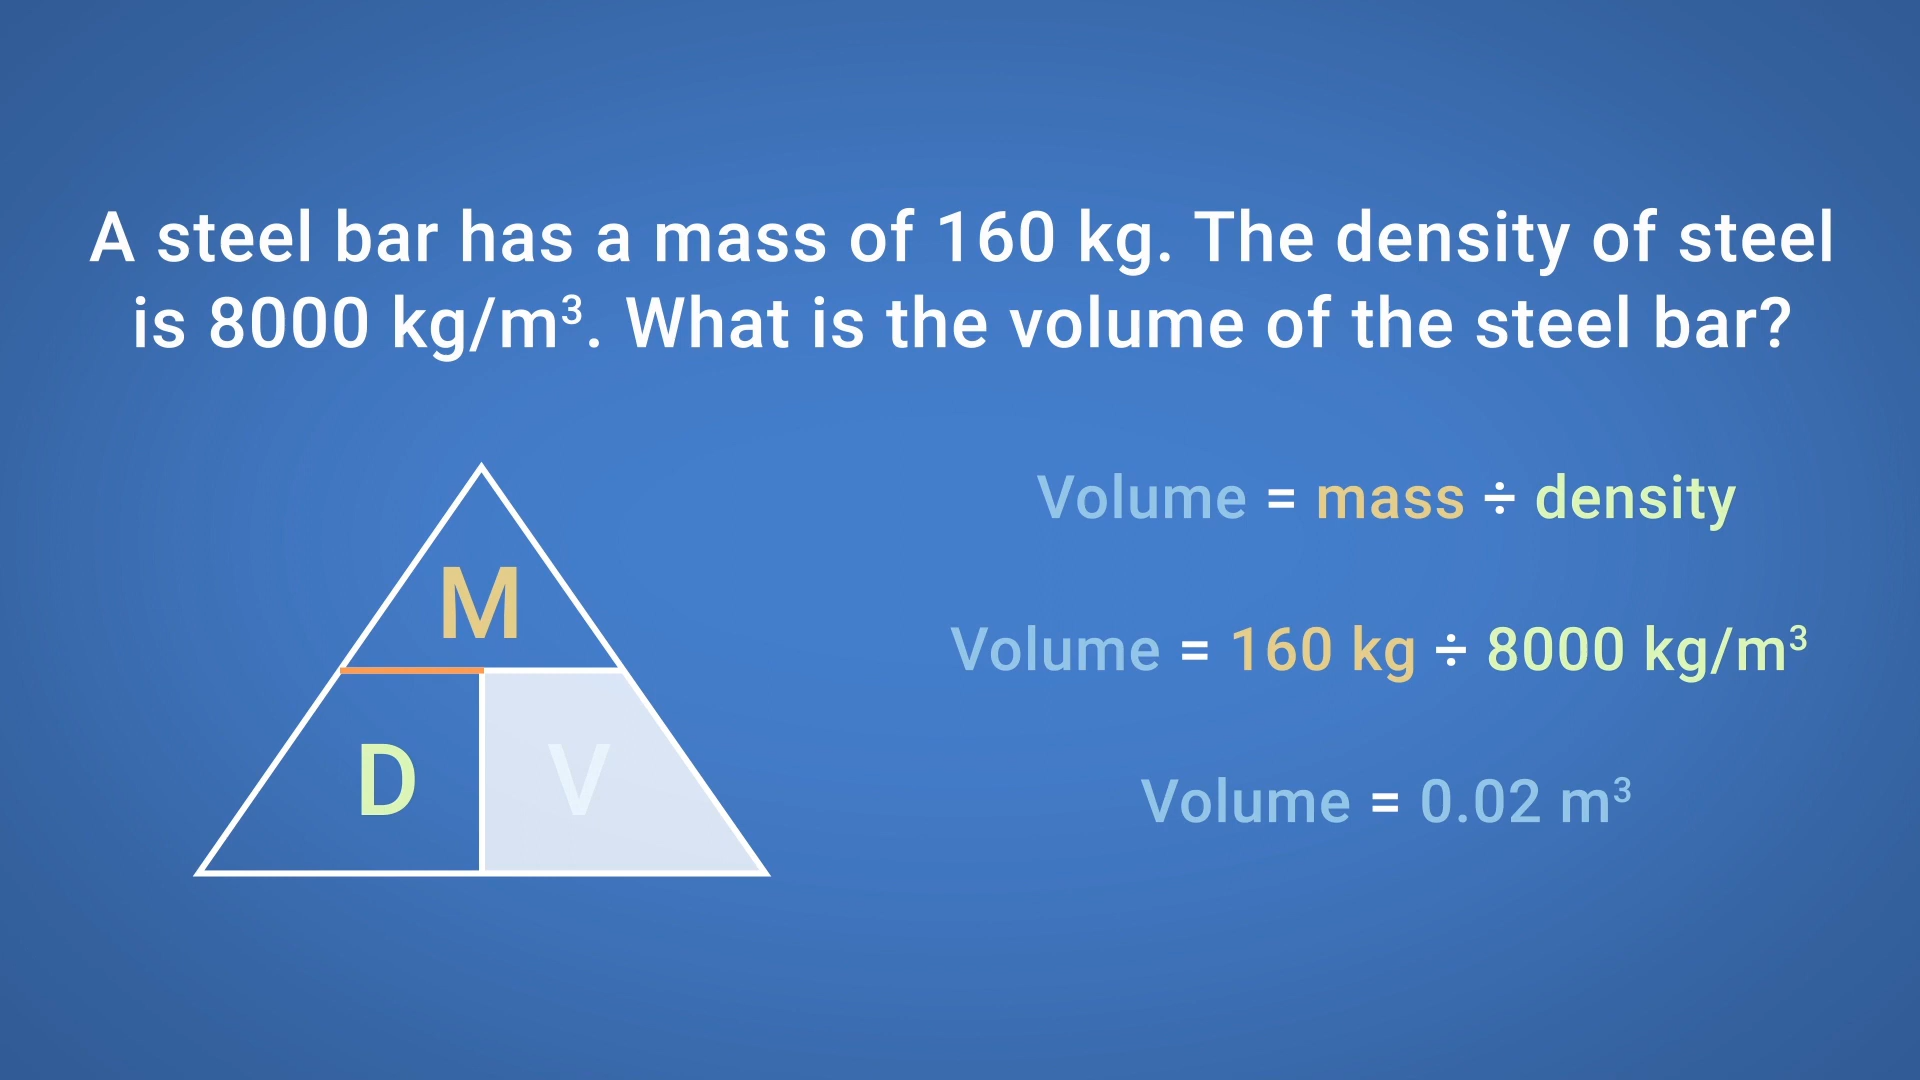 A steel bar has a mass of 160 kg. The density of steel
is 8000 kg/m³. What is the volume of the steel bar?
M
D
V
Volume = mass ÷ density
Volume = 160 kg ÷ 8000 kg/m³
Volume = 0.02 m³